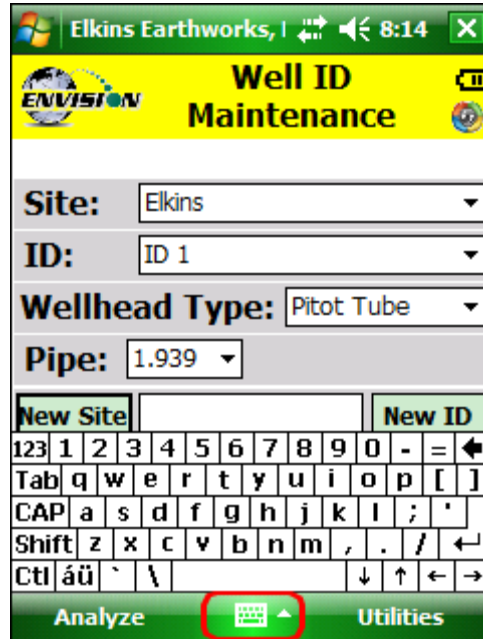 Elkins Earthworks, 8:14
ENVISION
Well ID
Maintenance
Site: Elkins
ID: ID 1
Wellhead Type: Pitot Tube
Pipe: 1.939
New Site New ID
123 1 2 3 4 5 6 7 8 9 0 - =
Tab q w e r t y u i o p [ ]
CAP a s d f g h j k l ; '
Shift z x c v b n m , . /
Ctl áü ` \ ↓ ↑ ← →
Analyze Utilities